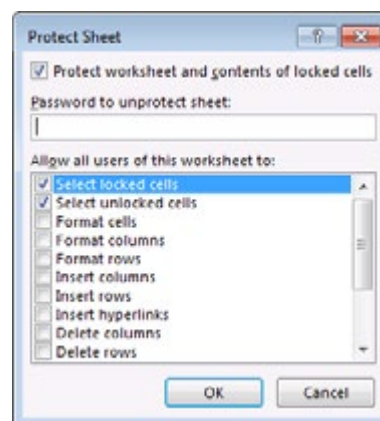 Protect Sheet
Protect worksheet and contents of locked cells
Password to unprotect sheet:
Allow all users of this worksheet to:
Select locked cells
Select unlocked cells
Format cells
Format columns
Format rows
Insert columns
Insert rows
Insert hyperlinks
Delete columns
Delete rows
OK Cancel